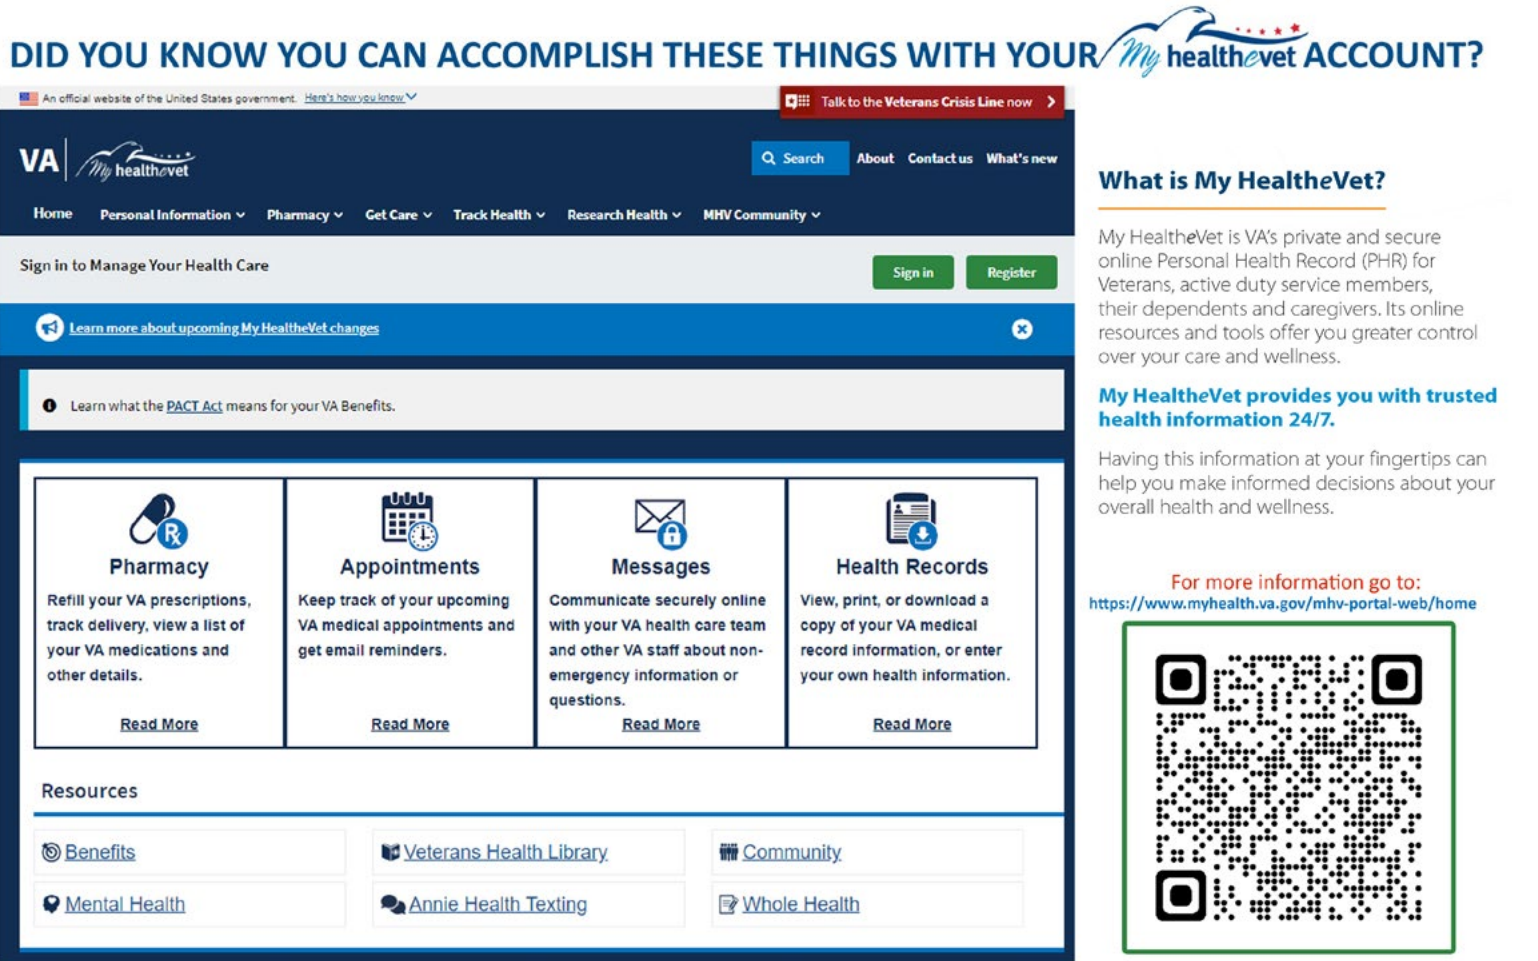 DID YOU KNOW YOU CAN ACCOMPLISH THESE THINGS WITH YOUR My healthevet ACCOUNT?
An official website of the United States government. Here's how you know
Talk to the Veterans Crisis Line now
VA My healthevet
Search About Contact us What's new
Home Personal Information Pharmacy Get Care Track Health Research Health MHV Community
Sign in to Manage Your Health Care
Sign in Register
Learn more about upcoming My HealtheVet changes
Learn what the PACT Act means for your VA Benefits.
Pharmacy
Refill your VA prescriptions,
track delivery, view a list of
your VA medications and
other details.
Read More
Appointments
Keep track of your upcoming
VA medical appointments and
get email reminders.
Read More
Messages
Communicate securely online
with your VA health care team
and other VA staff about non-
emergency information or
questions.
Read More
Health Records
View, print, or download a
copy of your VA medical
record information, or enter
your own health information.
Read More
Resources
Benefits
Veterans Health Library
Community
Mental Health
Annie Health Texting
Whole Health
What is My HealtheVet?
My HealtheVet is VA's private and secure
online Personal Health Record (PHR) for
Veterans, active duty service members,
their dependents and caregivers. Its online
resources and tools offer you greater control
over your care and wellness.
My HealtheVet provides you with trusted
health information 24/7.
Having this information at your fingertips can
help you make informed decisions about your
overall health and wellness.
For more information go to:
https://www.myhealth.va.gov/mhv-portal-web/home